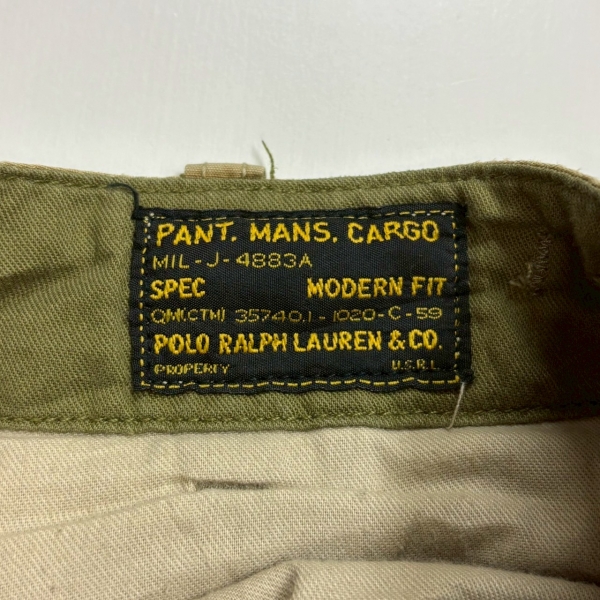 PANT. MANS. CARGO
MIL-J-4883A
SPEC MODERN FIT
QM(CTM) 35740.1-1020-C-59
POLO RALPH LAUREN & CO.
PROPERTY U.S.R.L.